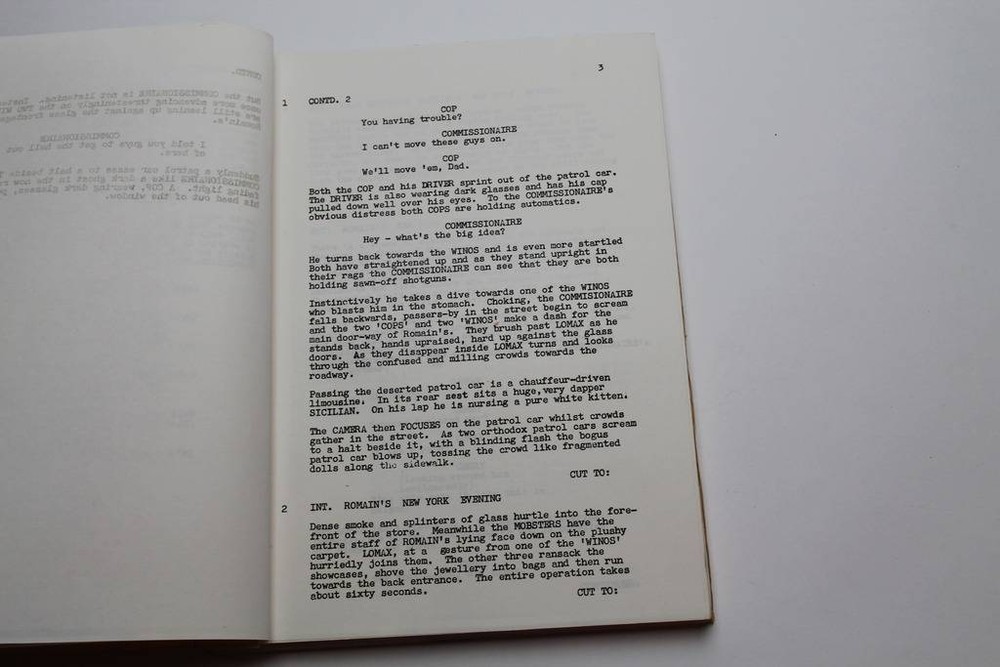 3
1 CONTD. 2
COP
You having trouble?
COMMISSIONAIRE
I can't move these guys on.
COP
We'll move 'em, Dad.
Both the COP and his DRIVER sprint out of the patrol car.
The DRIVER is also wearing dark glasses and has his cap
pulled down well over his eyes. To the COMMISSIONAIRE's
obvious distress both COPS are holding automatics.
COMMISSIONAIRE
Hey - what's the big idea?
He turns back towards the WINOS and is even more startled
Both have straightened up and as they stand upright in
their rags the COMMISSIONAIRE can see that they are both
holding sawn-off shotguns.
Instinctively he takes a dive towards one of the WINOS
who blasts him in the stomach. Choking, the COMMISIONAIRE
falls backwards, passers-by in the street begin to scream
and the two 'COPS' and two 'WINOS' make a dash for the
main door-way of Romain's. They brush past LOMAX as he
stands back, hands upraised, hard up against the glass
doors. As they disappear inside LOMAX turns and looks
through the confused and milling crowds towards the
roadway.
Passing the deserted patrol car is a chauffeur-driven
limousine. In its rear seat sits a huge, very dapper
SICILIAN. On his lap he is nursing a pure white kitten.
The CAMERA then FOCUSES on the patrol car whilst crowds
gather in the street. As two orthodox patrol cars scream
to a halt beside it, with a blinding flash the bogus
patrol car blows up, tossing the crowd like fragmented
dolls along the sidewalk.
CUT TO:
2 INT. ROMAIN'S NEW YORK EVENING
Dense smoke and splinters of glass hurtle into the fore-
front of the store. Meanwhile the MOBSTERS have the
entire staff of ROMAIN's lying face down on the plushy
carpet. LOMAX, at a gesture from one of the 'WINOS'
hurriedly joins them. The other three ransack the
showcases, shove the jewellery into bags and then run
towards the back entrance. The entire operation takes
about sixty seconds.
CUT TO: